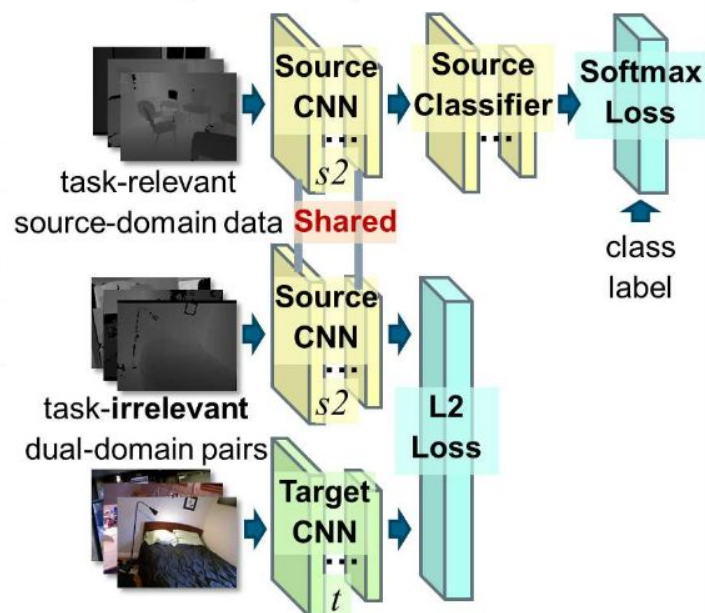 Source
CNN
...
s2
Source
Classifier
...
Softmax
Loss
task-relevant
source-domain data
Shared
class
label
Source
CNN
...
s2
task-irrelevant
dual-domain pairs
L2
Loss
Target
CNN
...
t